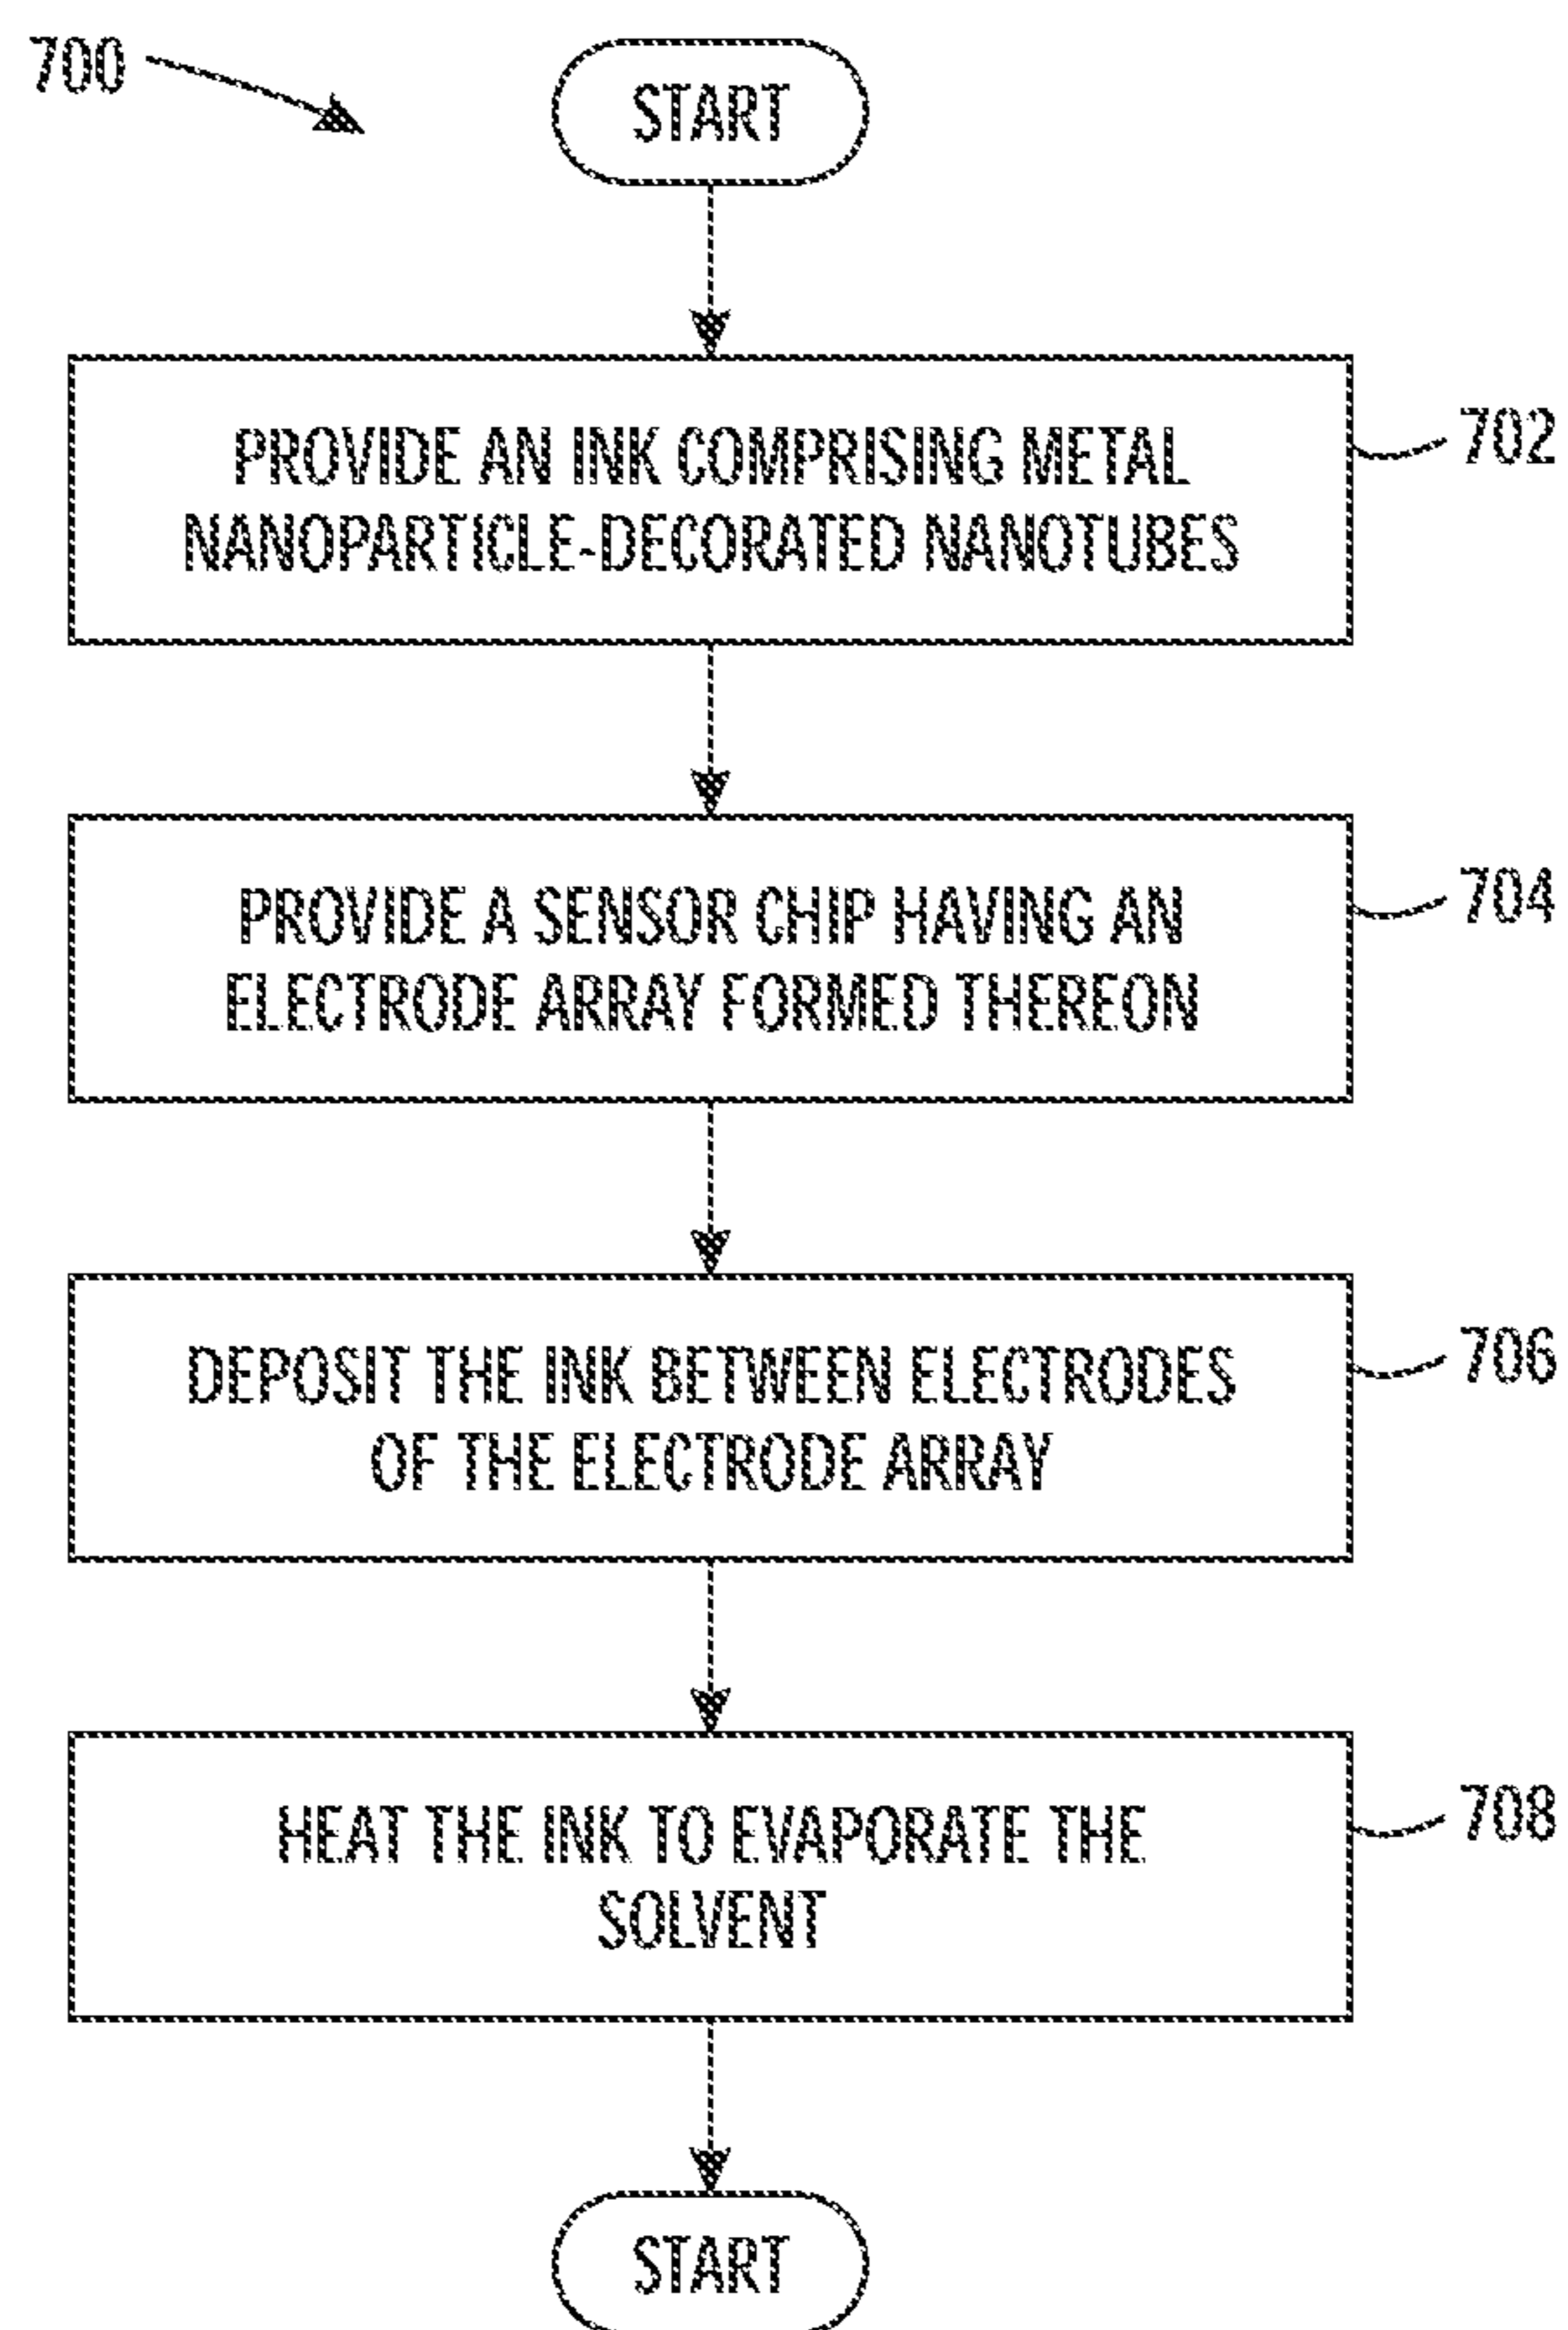 700
START
PROVIDE AN INK COMPRISING METAL
NANOPARTICLE-DECORATED NANOTUBES
702
PROVIDE A SENSOR CHIP HAVING AN
ELECTRODE ARRAY FORMED THEREON
704
DEPOSIT THE INK BETWEEN ELECTRODES
OF THE ELECTRODE ARRAY
706
HEAT THE INK TO EVAPORATE THE
SOLVENT
708
START